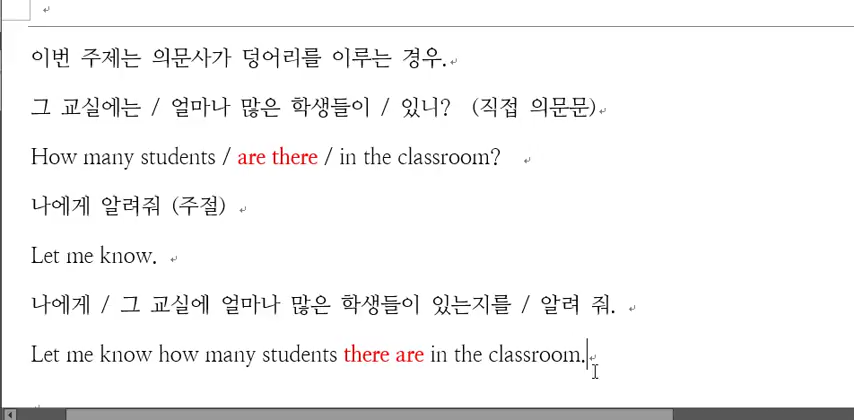 이번 주제는 의문사가 덩어리를 이루는 경우.
그 교실에는 / 얼마나 많은 학생들이 / 있니? (직접 의문문)
How many students / are there / in the classroom?
나에게 알려줘 (주절)
Let me know.
나에게 / 그 교실에 얼마나 많은 학생들이 있는지를 / 알려 줘.
Let me know how many students there are in the classroom.